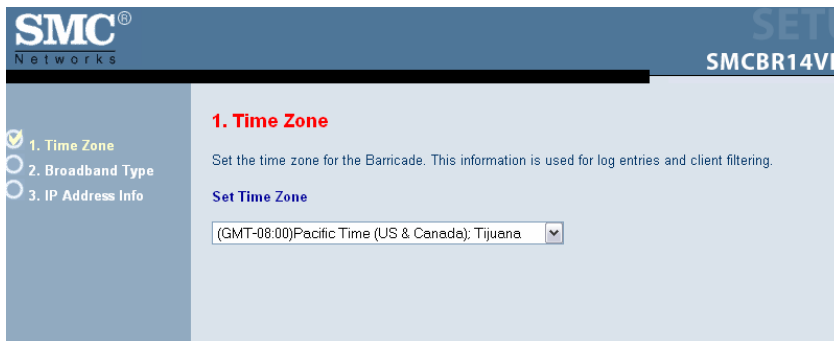 SMC®
Networks
SMCBR14V
1. Time Zone
2. Broadband Type
3. IP Address Info
1. Time Zone
Set the time zone for the Barricade. This information is used for log entries and client filtering.
Set Time Zone
(GMT-08:00)Pacific Time (US & Canada); Tijuana